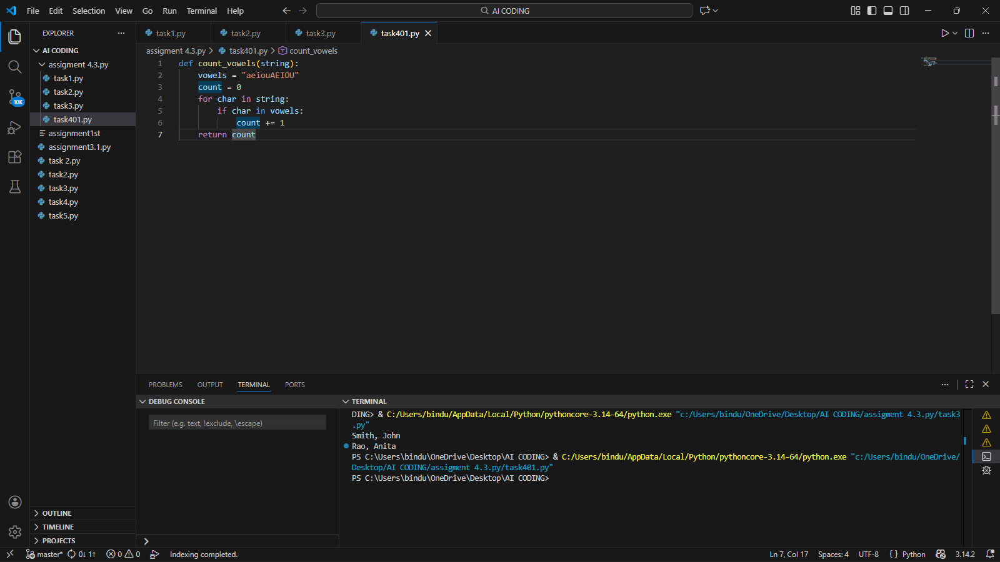 File Edit Selection View Go Run Terminal Help
AI CODING
EXPLORER
AI CODING
assigment 4.3.py
task1.py
task2.py
task3.py
task401.py
assignment1st
assignment3.1.py
task 2.py
task2.py
task3.py
task4.py
task5.py
OUTLINE
TIMELINE
PROJECTS
10K
task1.py task2.py task3.py task401.py
assigment 4.3.py > task401.py > count_vowels
1 def count_vowels(string):
2 vowels = "aeiouAEIOU"
3 count = 0
4 for char in string:
5 if char in vowels:
6 count += 1
7 return count
PROBLEMS OUTPUT TERMINAL PORTS
DEBUG CONSOLE
Filter (e.g. text, !exclude, \escape)
TERMINAL
DING> & C:/Users/bindu/AppData/Local/Python/pythoncore-3.14-64/python.exe "c:/Users/bindu/OneDrive/Desktop/AI CODING/assigment 4.3.py/task3
.py"
Smith, John
Rao, Anita
PS C:\Users\bindu\OneDrive\Desktop\AI CODING> & C:/Users/bindu/AppData/Local/Python/pythoncore-3.14-64/python.exe "c:/Users/bindu/OneDrive/
Desktop/AI CODING/assigment 4.3.py/task401.py"
PS C:\Users\bindu\OneDrive\Desktop\AI CODING>
master* 0↓ 1↑ 0 0 Indexing completed. Ln 7, Col 17 Spaces: 4 UTF-8 {} Python 3.14.2